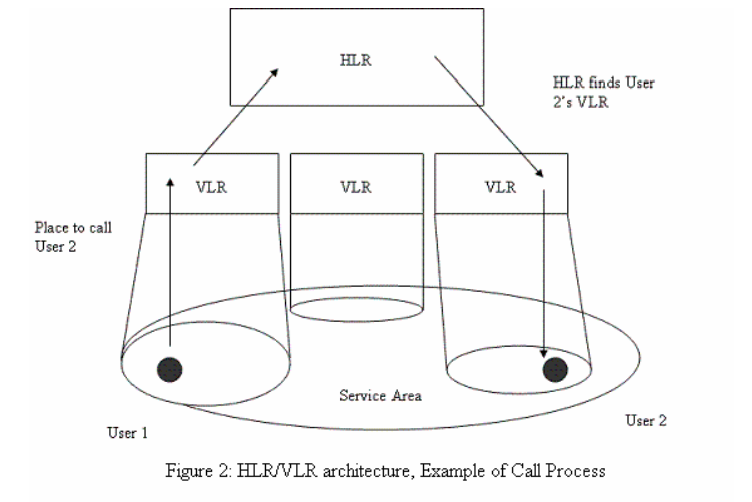 HLR
HLR finds User
2's VLR
VLR
VLR
VLR
Place to call
User 2
Service Area
User 1
User 2
Figure 2: HLR/VLR architecture, Example of Call Process